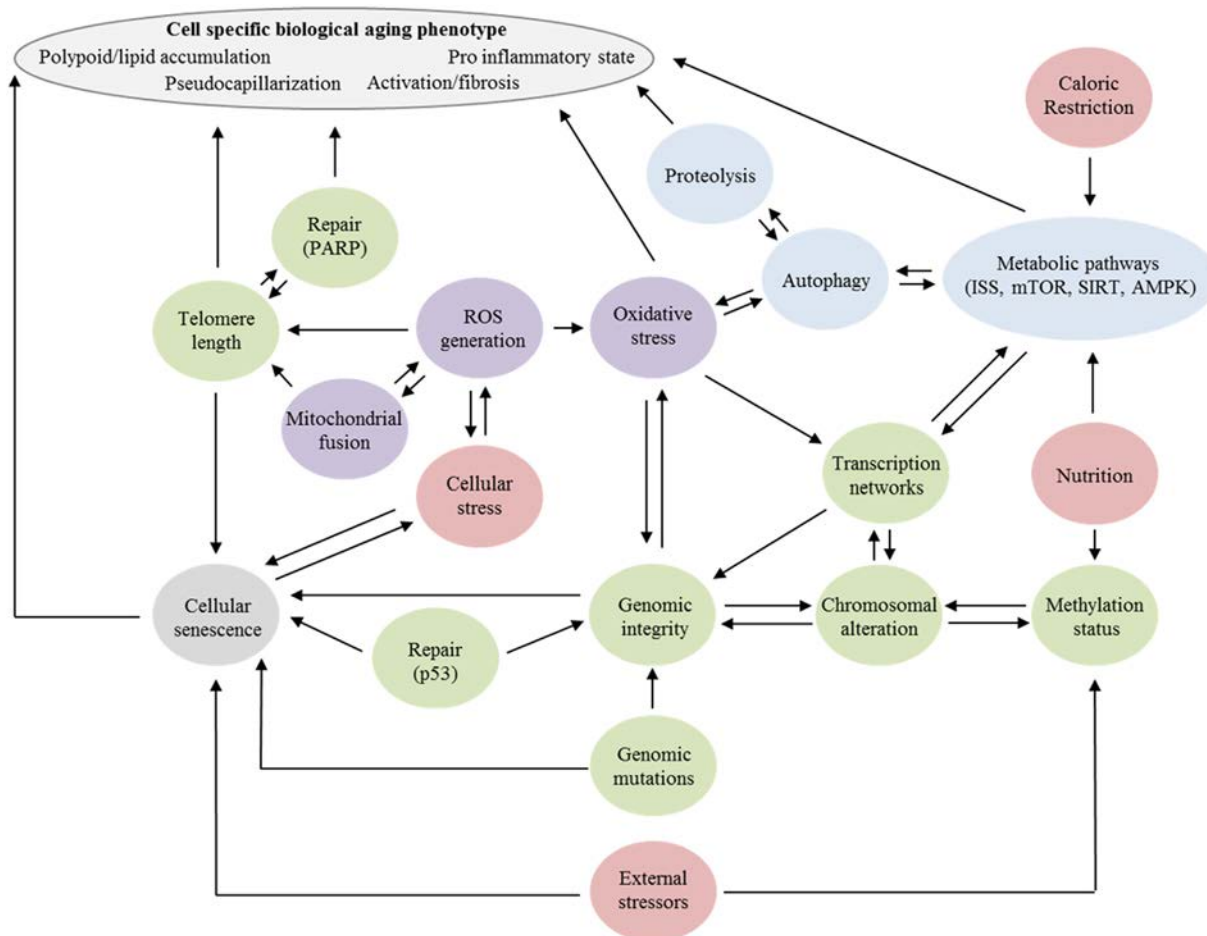 Cell specific biological aging phenotype
Polypoid/lipid accumulation
Pro inflammatory state
Pseudocapillarization
Activation/fibrosis
Caloric
Restriction
Proteolysis
Repair
(PARP)
Autophagy
Metabolic pathways
(ISS, mTOR, SIRT, AMPK)
Telomere
length
ROS
generation
Oxidative
stress
Mitochondrial
fusion
Cellular
stress
Transcription
networks
Nutrition
Cellular
senescence
Repair
(p53)
Genomic
integrity
Chromosomal
alteration
Methylation
status
Genomic
mutations
External
stressors